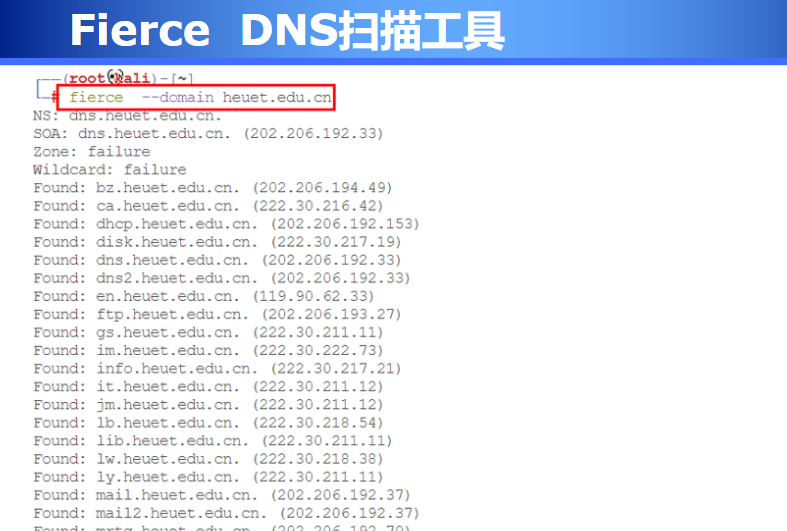 Fierce DNS扫描工具
┌──(root㉿kali)-[~]
└─# fierce --domain heuet.edu.cn
NS: dns.heuet.edu.cn.
SOA: dns.heuet.edu.cn. (202.206.192.33)
Zone: failure
Wildcard: failure
Found: bz.heuet.edu.cn. (202.206.194.49)
Found: ca.heuet.edu.cn. (222.30.216.42)
Found: dhcp.heuet.edu.cn. (202.206.192.153)
Found: disk.heuet.edu.cn. (222.30.217.19)
Found: dns.heuet.edu.cn. (202.206.192.33)
Found: dns2.heuet.edu.cn. (202.206.192.33)
Found: en.heuet.edu.cn. (119.90.62.33)
Found: ftp.heuet.edu.cn. (202.206.193.27)
Found: gs.heuet.edu.cn. (222.30.211.11)
Found: im.heuet.edu.cn. (222.30.222.73)
Found: info.heuet.edu.cn. (222.30.217.21)
Found: it.heuet.edu.cn. (222.30.211.12)
Found: jm.heuet.edu.cn. (222.30.211.12)
Found: lb.heuet.edu.cn. (222.30.218.54)
Found: lib.heuet.edu.cn. (222.30.211.11)
Found: lw.heuet.edu.cn. (222.30.218.38)
Found: ly.heuet.edu.cn. (222.30.211.11)
Found: mail.heuet.edu.cn. (202.206.192.37)
Found: mail2.heuet.edu.cn. (202.206.192.37)
Found: mrtg.heuet.edu.cn. (202.206.192.70)